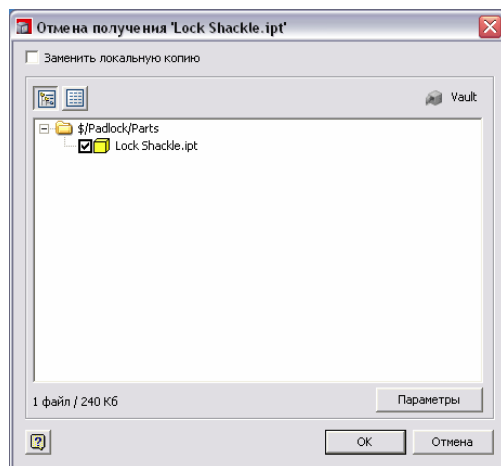 Отмена получения 'Lock Shackle.ipt'
Заменить локальную копию
Vault
$/Padlock/Parts
Lock Shackle.ipt
1 файл / 240 Кб
Параметры
ОК
Отмена